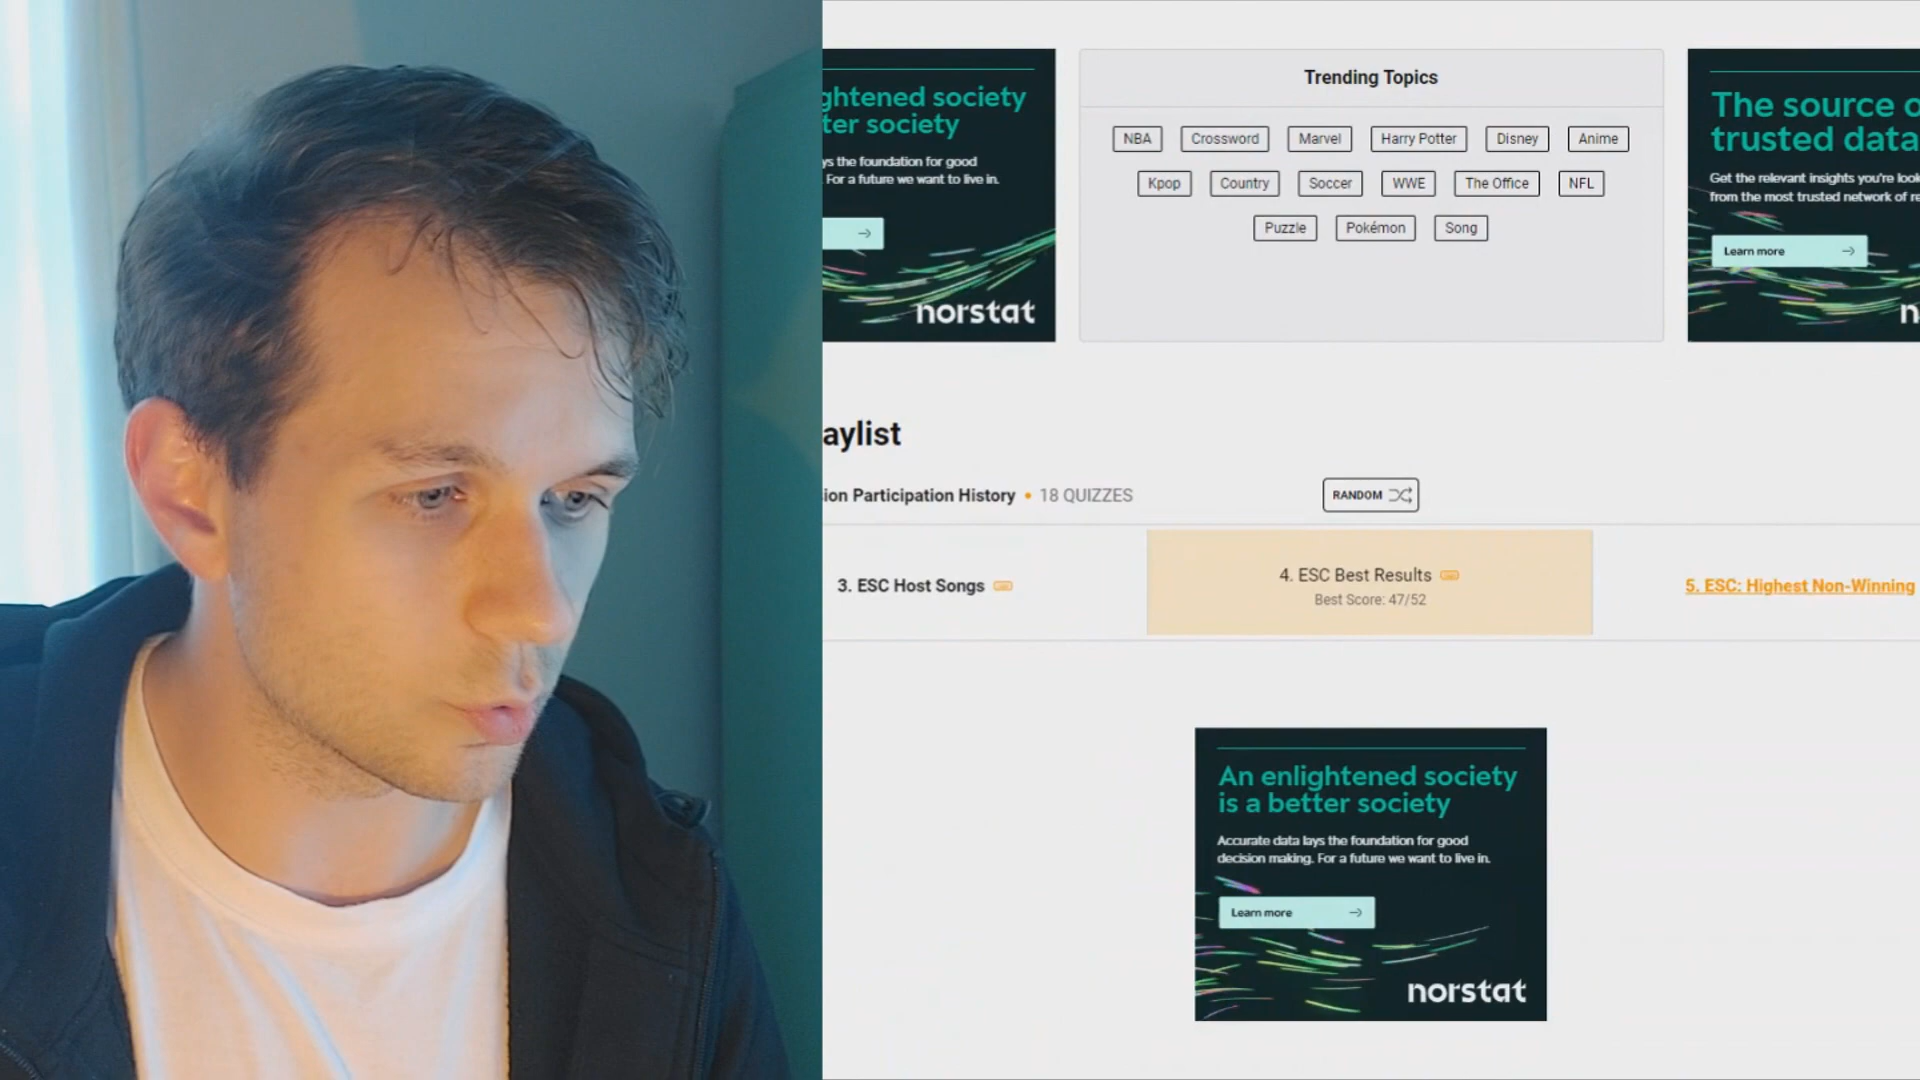 ghtened society
ter society
ys the foundation for good
For a future we want to live in.
norstat
Trending Topics
NBA
Crossword
Marvel
Harry Potter
Disney
Anime
Kpop
Country
Soccer
WWE
The Office
NFL
Puzzle
Pokémon
Song
The source o
trusted data
Get the relevant insights you're look
from the most trusted network of re
Learn more
n
aylist
ion Participation History • 18 QUIZZES
RANDOM
3. ESC Host Songs
4. ESC Best Results
Best Score: 47/52
5. ESC: Highest Non-Winning
An enlightened society
is a better society
Accurate data lays the foundation for good
decision making. For a future we want to live in.
Learn more
norstat